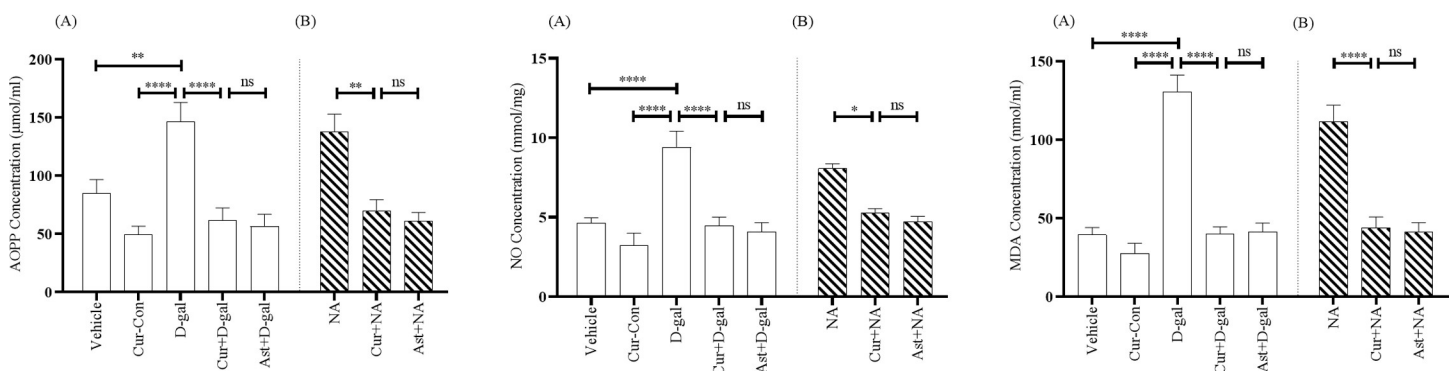 (A)
(B)
AOPP Concentration (µmol/ml)
200
150
100
50
0
**
****
****
ns
**
ns
Vehicle
Cur-Con
D-gal
Cur+D-gal
Ast+D-gal
NA
Cur+NA
Ast+NA
(A)
(B)
NO Concentration (mmol/mg)
15
10
5
0
****
****
****
ns
*
ns
Vehicle
Cur-Con
D-gal
Cur+D-gal
Ast+D-gal
NA
Cur+NA
Ast+NA
(A)
(B)
MDA Concentration (nmol/ml)
150
100
50
0
****
****
****
ns
****
ns
Vehicle
Cur-Con
D-gal
Cur+D-gal
Ast+D-gal
NA
Cur+NA
Ast+NA